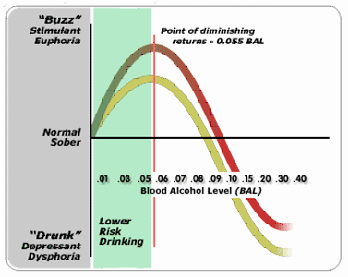 "Buzz"
Stimulant
Euphoria
Point of diminishing
returns - 0.055 BAL
Normal
Sober
.01 .03 .05 .06 .07 .08 .09 .10 .15 .20 .30 .40
Blood Alcohol Level (BAL)
Lower
Risk
Drinking
"Drunk"
Depressant
Dysphoria